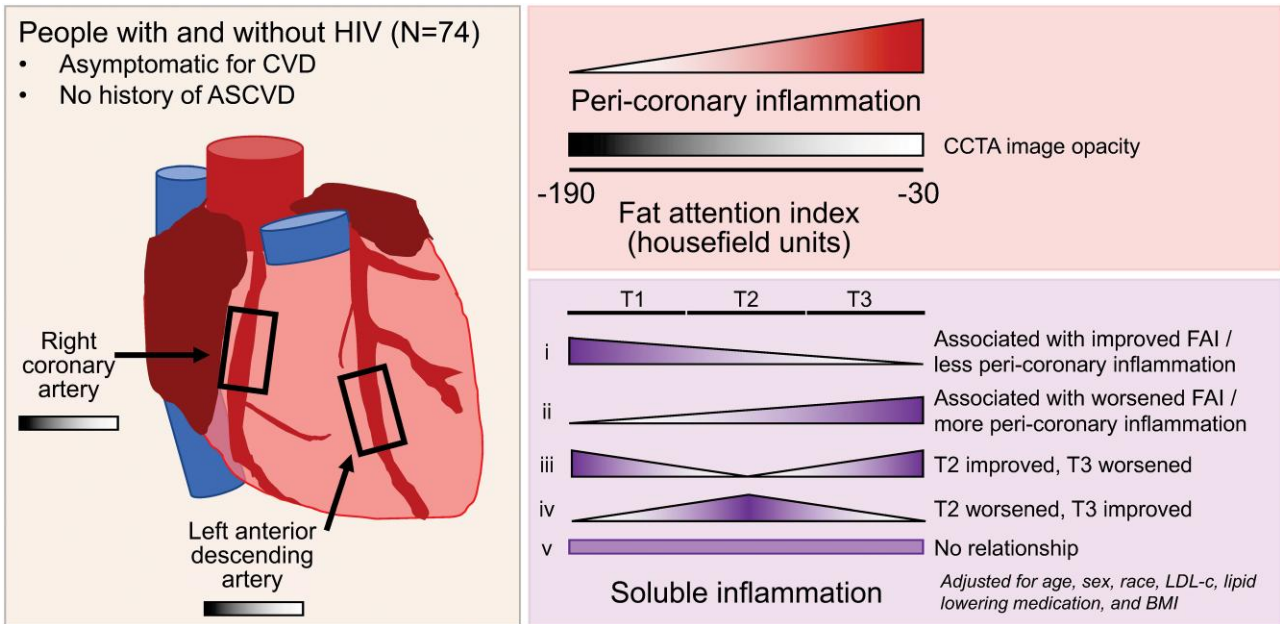 People with and without HIV (N=74)
• Asymptomatic for CVD
• No history of ASCVD
Right
coronary
artery
Left anterior
descending
artery
Peri-coronary inflammation
CCTA image opacity
-190
-30
Fat attention index
(housefield units)
T1
T2
T3
i
Associated with improved FAI /
less peri-coronary inflammation
ii
Associated with worsened FAI /
more peri-coronary inflammation
iii
T2 improved, T3 worsened
iv
T2 worsened, T3 improved
v
No relationship
Soluble inflammation
Adjusted for age, sex, race, LDL-c, lipid
lowering medication, and BMI